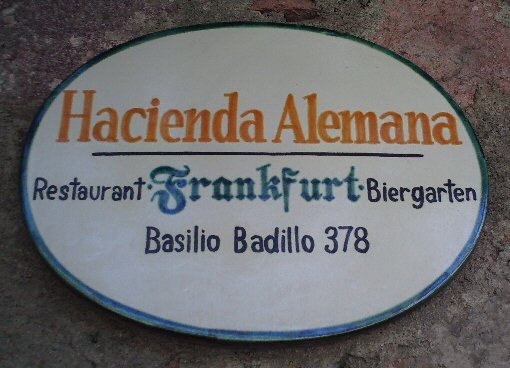 Hacienda Alemana
Restaurant · Frankfurt · Biergarten
Basilio Badillo 378